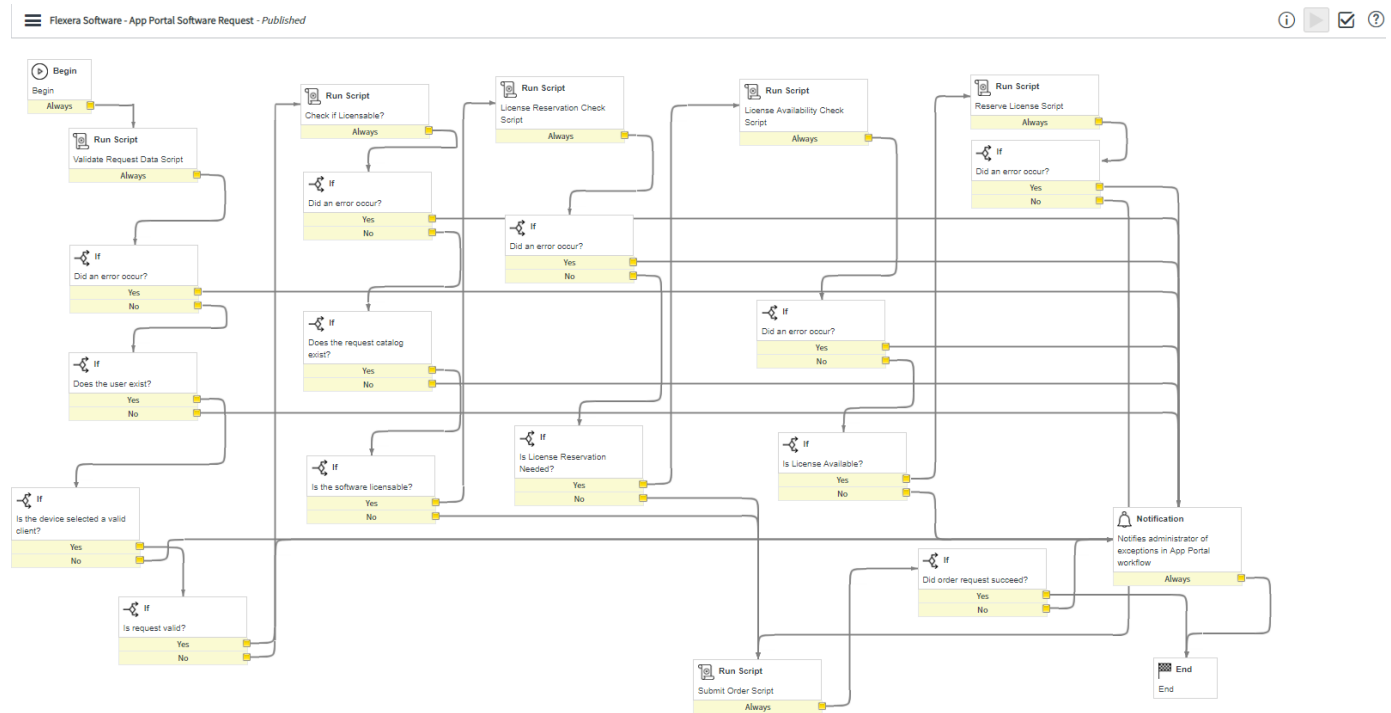 Flexera Software - App Portal Software Request - Published
Begin
Begin
Always
Run Script
Validate Request Data Script
Always
If
Did an error occur?
Yes
No
If
Does the user exist?
Yes
No
If
Is the device selected a valid
client?
Yes
No
If
Is request valid?
Yes
No
Run Script
Check if Licensable?
Always
If
Did an error occur?
Yes
No
If
Does the request catalog
exist?
Yes
No
If
Is the software licensable?
Yes
No
Run Script
License Reservation Check
Script
Always
If
Did an error occur?
Yes
No
If
Is License Reservation
Needed?
Yes
No
Run Script
License Availability Check
Script
Always
If
Did an error occur?
Yes
No
If
Is License Available?
Yes
No
Run Script
Reserve License Script
Always
If
Did an error occur?
Yes
No
Run Script
Submit Order Script
Always
If
Did order request succeed?
Yes
No
Notification
Notifies administrator of
exceptions in App Portal
workflow
Always
End
End